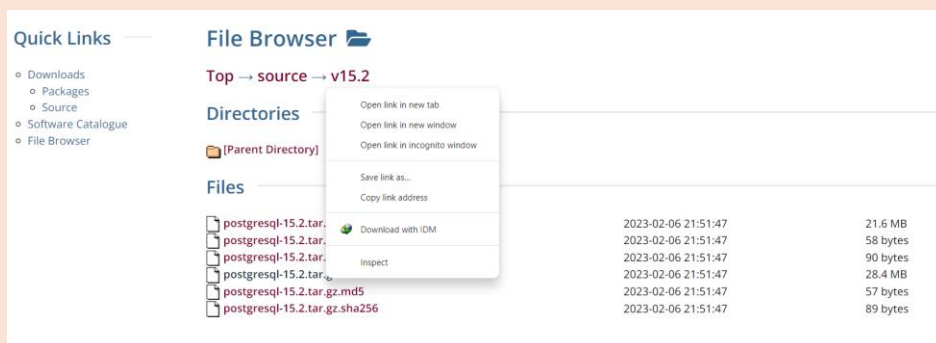 Quick Links
Downloads
Packages
Source
Software Catalogue
File Browser
File Browser
Top → source → v15.2
Directories
[Parent Directory]
Files
postgresql-15.2.tar. 2023-02-06 21:51:47 21.6 MB
postgresql-15.2.tar. 2023-02-06 21:51:47 58 bytes
postgresql-15.2.tar. 2023-02-06 21:51:47 90 bytes
postgresql-15.2.tar.g 2023-02-06 21:51:47 28.4 MB
postgresql-15.2.tar.gz.md5 2023-02-06 21:51:47 57 bytes
postgresql-15.2.tar.gz.sha256 2023-02-06 21:51:47 89 bytes
Open link in new tab
Open link in new window
Open link in incognito window
Save link as...
Copy link address
Download with IDM
Inspect